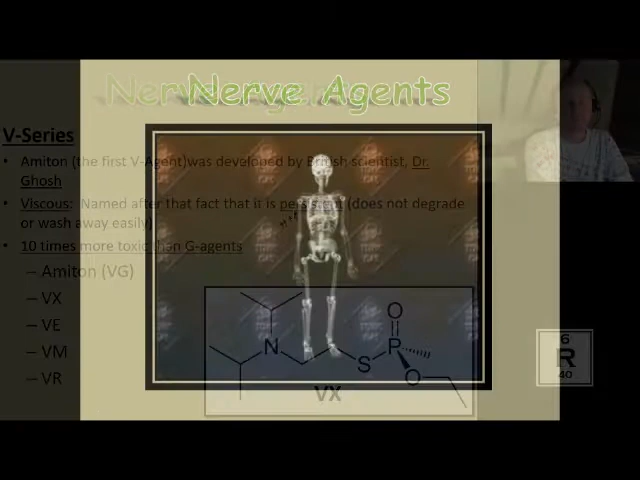 Nerve Agents
V-Series
• Amiton (the first V-Agent)was developed by British scientist, Dr.
Ghosh
• Viscous: Named after that fact that it is persistent (does not degrade
or wash away easily)
• 10 times more toxic than G-agents
– Amiton (VG)
– VX
– VE
– VM
– VR
O
N
P
S
O
VX
6
R
40